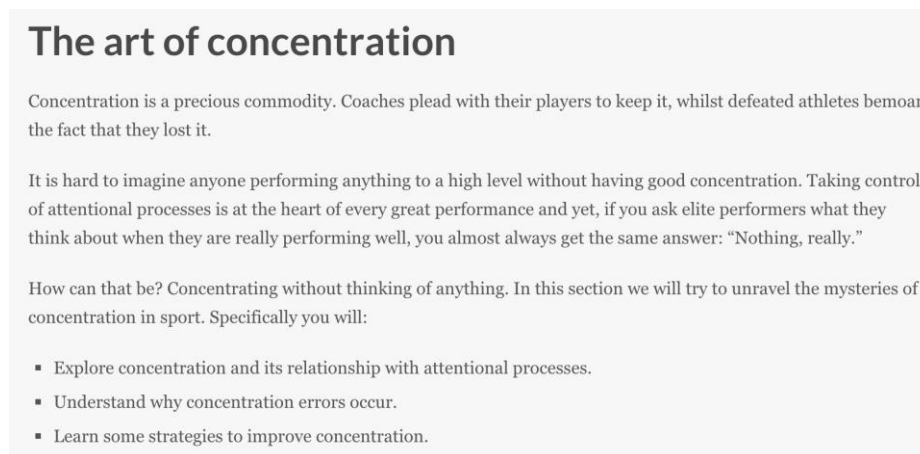 The art of concentration
Concentration is a precious commodity. Coaches plead with their players to keep it, whilst defeated athletes bemoan
the fact that they lost it.
It is hard to imagine anyone performing anything to a high level without having good concentration. Taking control
of attentional processes is at the heart of every great performance and yet, if you ask elite performers what they
think about when they are really performing well, you almost always get the same answer: “Nothing, really.”
How can that be? Concentrating without thinking of anything. In this section we will try to unravel the mysteries of
concentration in sport. Specifically you will:
▪ Explore concentration and its relationship with attentional processes.
▪ Understand why concentration errors occur.
▪ Learn some strategies to improve concentration.